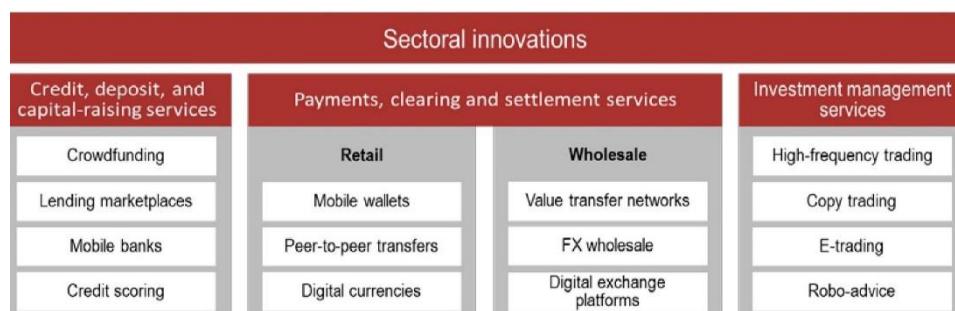 Sectoral innovations
Credit, deposit, and
capital-raising services
Crowdfunding
Lending marketplaces
Mobile banks
Credit scoring
Payments, clearing and settlement services
Retail
Mobile wallets
Peer-to-peer transfers
Digital currencies
Wholesale
Value transfer networks
FX wholesale
Digital exchange
platforms
Investment management
services
High-frequency trading
Copy trading
E-trading
Robo-advice